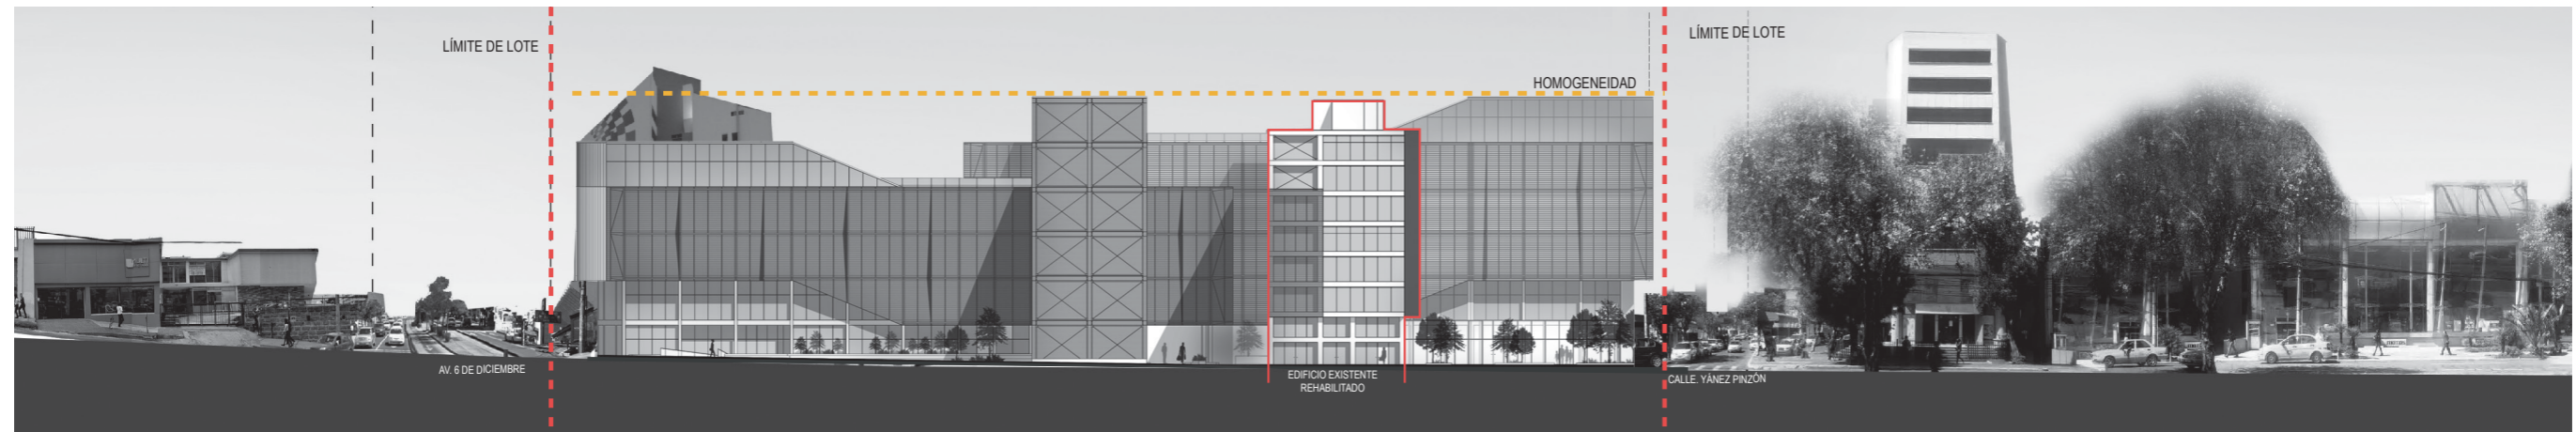 LÍMITE DE LOTE
HOMOGENEIDAD
LÍMITE DE LOTE
AV. 6 DE DICIEMBRE
EDIFICIO EXISTENTE
REHABILITADO
CALLE. YÁNEZ PINZÓN